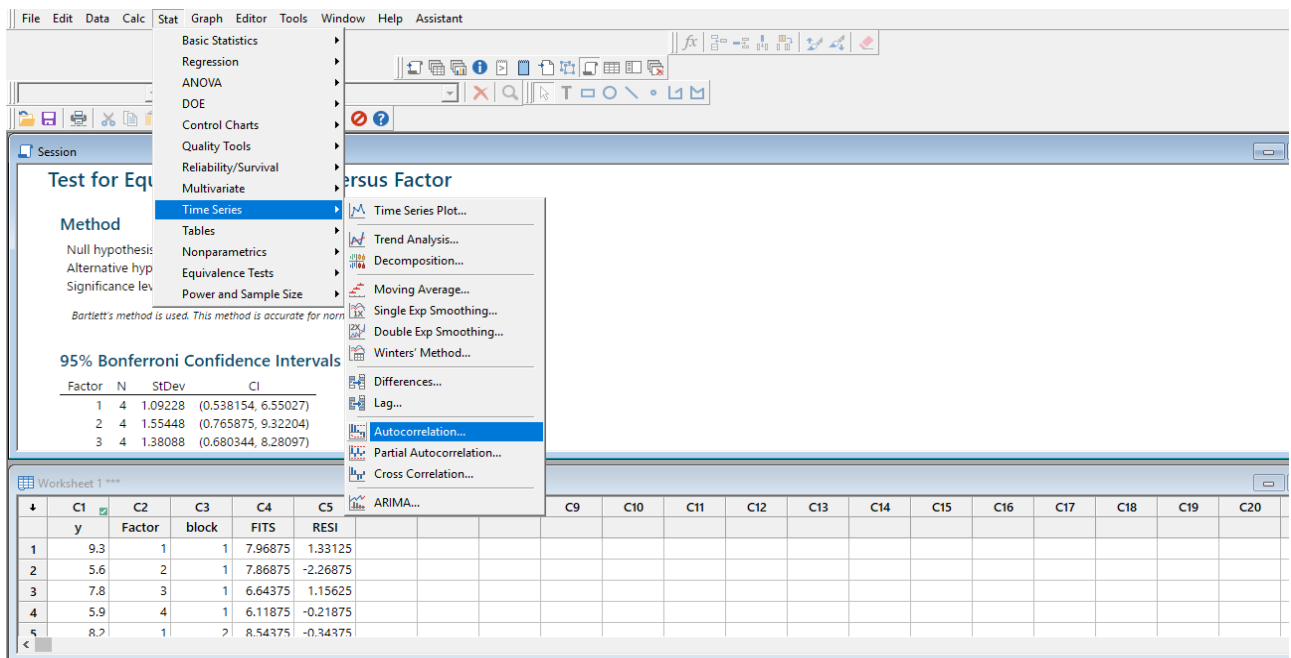 File Edit Data Calc Stat Graph Editor Tools Window Help Assistant
Basic Statistics
Regression
ANOVA
DOE
Control Charts
Quality Tools
Reliability/Survival
Multivariate
Time Series
Tables
Nonparametrics
Equivalence Tests
Power and Sample Size
Time Series Plot...
Trend Analysis...
Decomposition...
Moving Average...
Single Exp Smoothing...
Double Exp Smoothing...
Winters' Method...
Differences...
Lag...
Autocorrelation...
Partial Autocorrelation...
Cross Correlation...
ARIMA...
Session
Test for Equ ersus Factor
Method
Null hypothesis
Alternative hyp
Significance lev
Bartlett's method is used. This method is accurate for norn
95% Bonferroni Confidence Intervals
Factor N StDev CI
1 4 1.09228 (0.538154, 6.55027)
2 4 1.55448 (0.765875, 9.32204)
3 4 1.38088 (0.680344, 8.28097)
Worksheet 1 ***
C1 C2 C3 C4 C5 C9 C10 C11 C12 C13 C14 C15 C16 C17 C18 C19 C20
y Factor block FITS RESI
1 9.3 1 1 7.96875 1.33125
2 5.6 2 1 7.86875 -2.26875
3 7.8 3 1 6.64375 1.15625
4 5.9 4 1 6.11875 -0.21875
5 8.2 1 2 8.54375 -0.34375